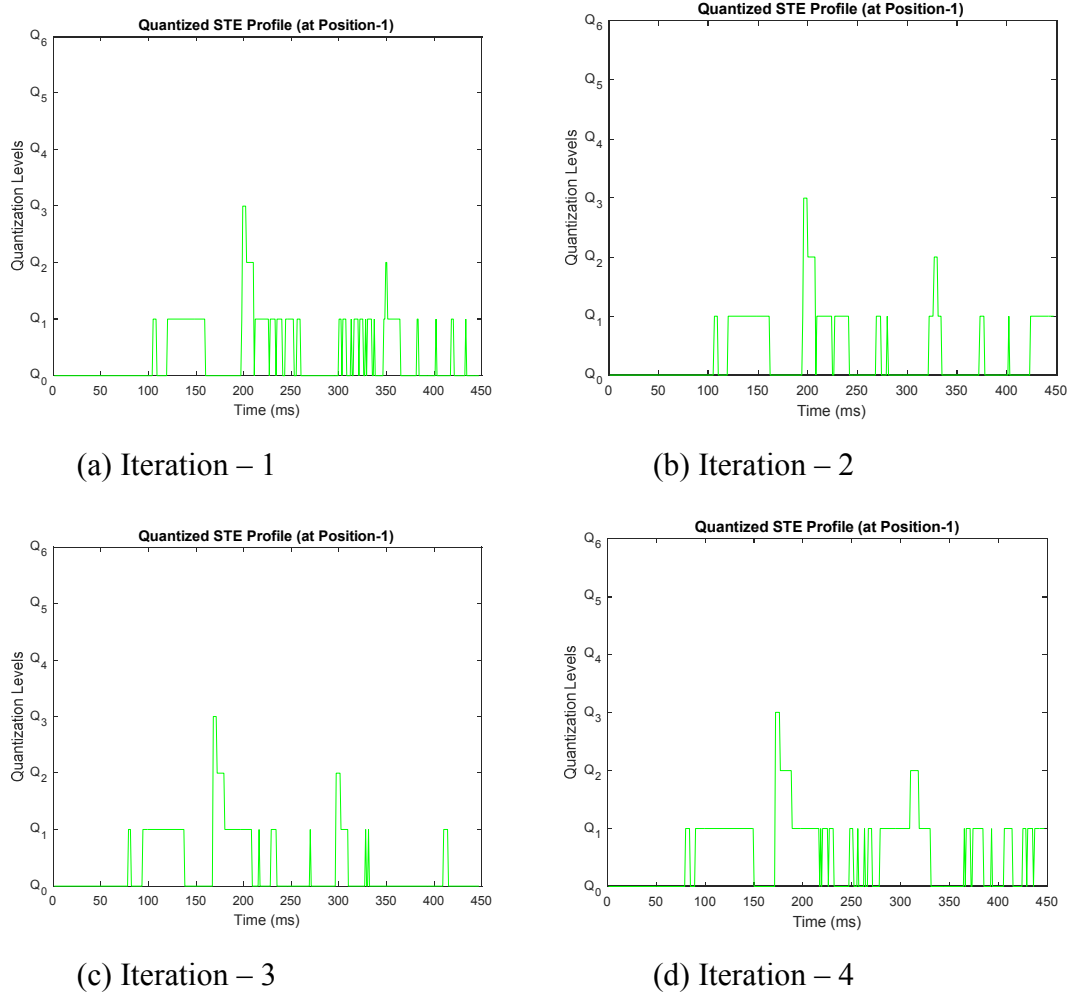 Quantized STE Profile (at Position-1)
Q6
Q5
Q4
Q3
Q2
Q1
Q0
Quantization Levels
0 50 100 150 200 250 300 350 400 450
Time (ms)
(a) Iteration – 1
Quantized STE Profile (at Position-1)
Q6
Q5
Q4
Q3
Q2
Q1
Q0
Quantization Levels
0 50 100 150 200 250 300 350 400 450
Time (ms)
(b) Iteration – 2
Quantized STE Profile (at Position-1)
Q6
Q5
Q4
Q3
Q2
Q1
Q0
Quantization Levels
0 50 100 150 200 250 300 350 400 450
Time (ms)
(c) Iteration – 3
Quantized STE Profile (at Position-1)
Q6
Q5
Q4
Q3
Q2
Q1
Q0
Quantization Levels
0 50 100 150 200 250 300 350 400 450
Time (ms)
(d) Iteration – 4